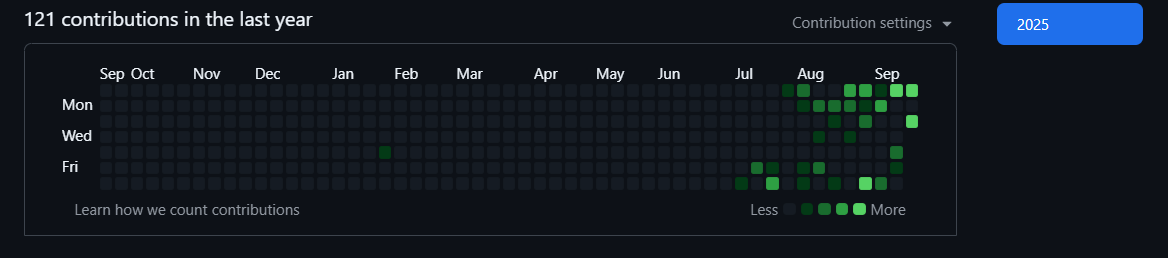 121 contributions in the last year
Contribution settings
2025
Sep Oct Nov Dec Jan Feb Mar Apr May Jun Jul Aug Sep
Mon
Wed
Fri
Learn how we count contributions
Less More